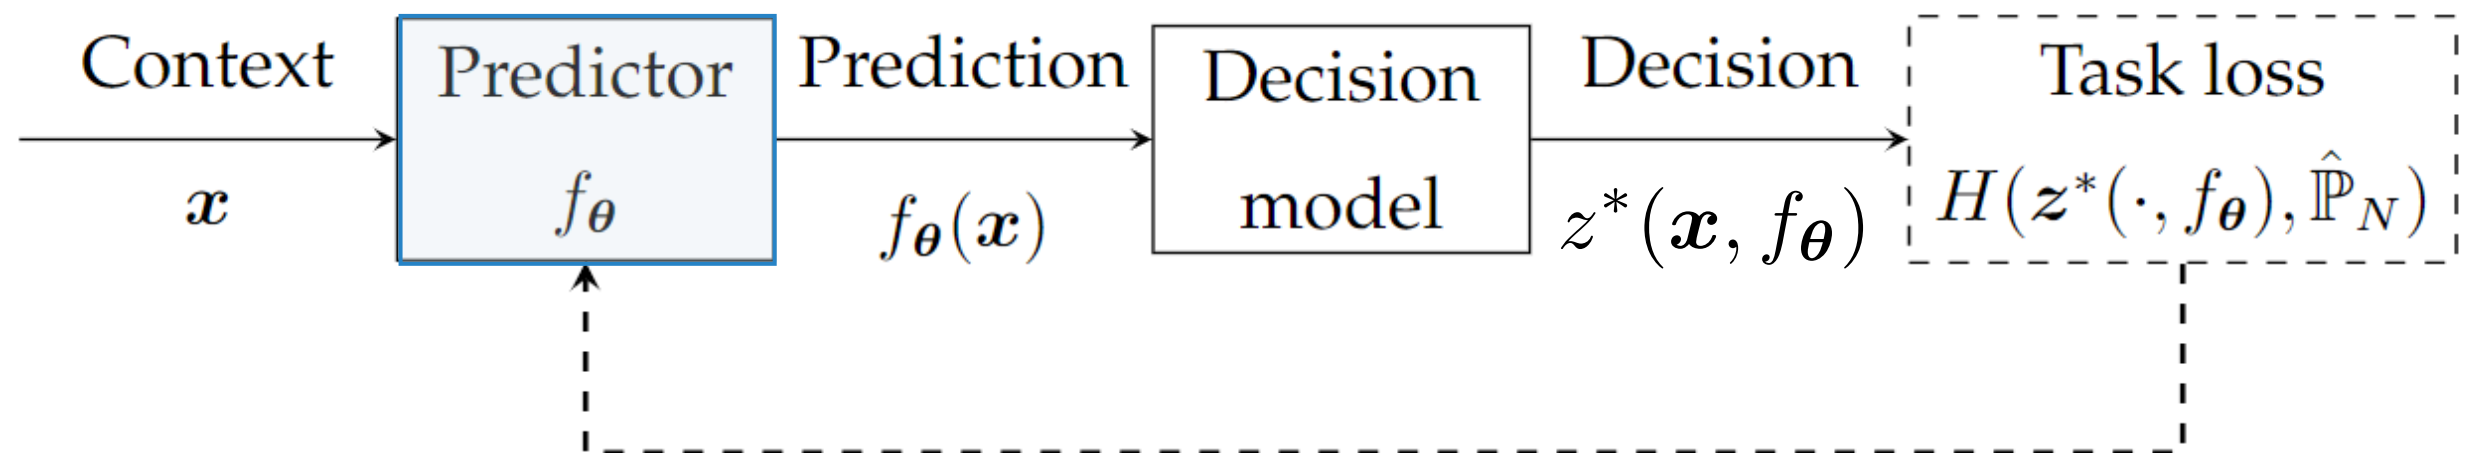 Context
x
Predictor
f_θ
Prediction
f_θ(x)
Decision
model
Decision
z*(x, f_θ)
Task loss
H(z*(·, f_θ), ℙ̂_N)